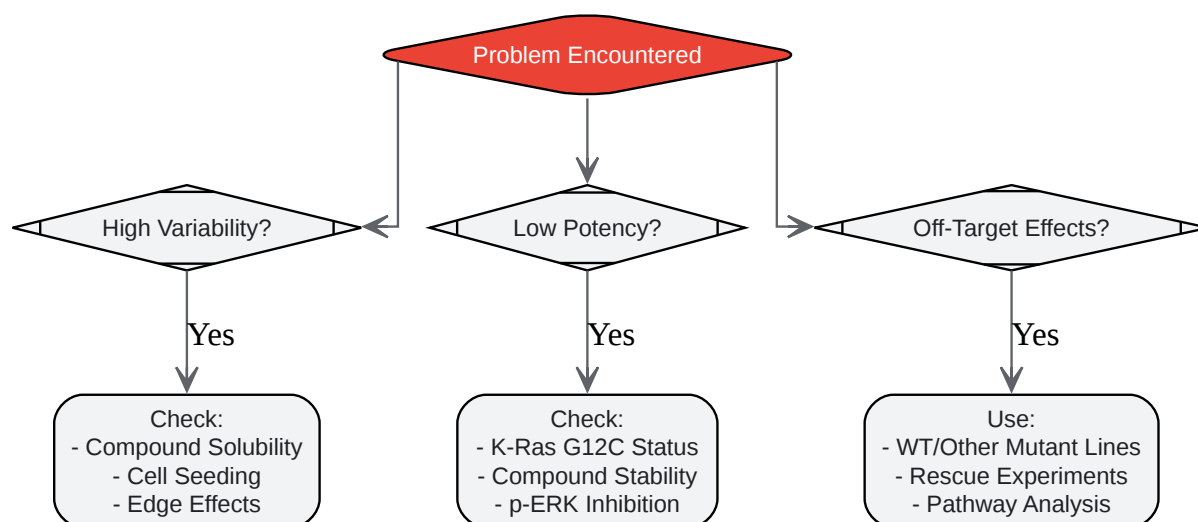 Problem Encountered
High Variability?
Low Potency?
Off-Target Effects?
Yes
Yes
Yes
Check:
- Compound Solubility
- Cell Seeding
- Edge Effects
Check:
- K-Ras G12C Status
- Compound Stability
- p-ERK Inhibition
Use:
- WT/Other Mutant Lines
- Rescue Experiments
- Pathway Analysis